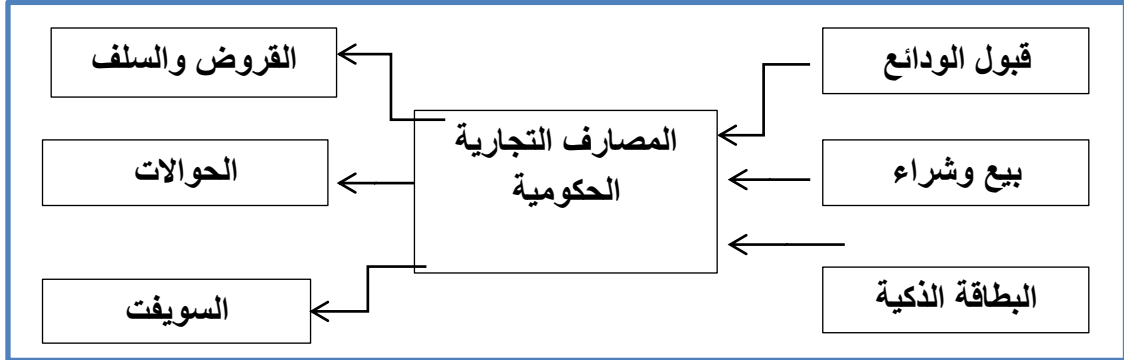 قبول الودائع
القروض والسلف
المصارف التجارية
الحكومية
بيع وشراء
الحوالات
البطاقة الذكية
السويفت